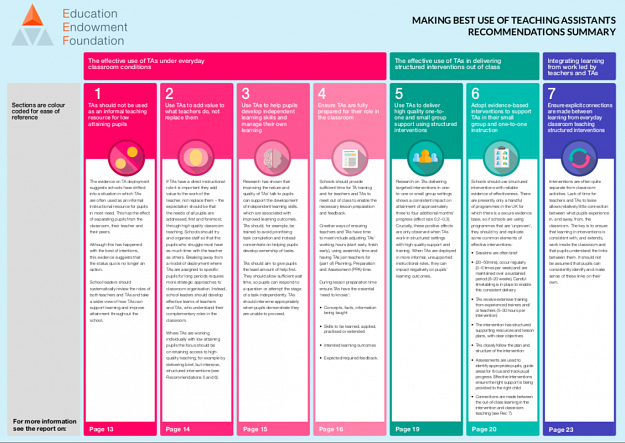 Education
Endowment
Foundation
MAKING BEST USE OF TEACHING ASSISTANTS
RECOMMENDATIONS SUMMARY
The effective use of TAs under everyday
classroom conditions
The effective use of TAs in delivering
structured interventions out of class
Integrating learning
from work led by
teachers and TAs
Sections are colour
coded for ease of
reference
1
TAs should not be used
as an informal teaching
resource for low
attaining pupils
The evidence on TA deployment
suggests schools have drifted
into a situation in which TAs
are often used as an informal
instructional resource for pupils
in most need. This has the effect
of separating pupils from the
classroom, their teacher and
their peers.
Although this has happened
with the best of intentions,
this evidence suggests that
the status quo is no longer an
option.
School leaders should
systematically review the roles of
both teachers and TAs and take
a wider view of how TAs can
support learning and improve
attainment throughout the
school.
Page 13
2
Use TAs to add value to
what teachers do, not
replace them
If TAs have a direct instructional
role it is important they add
value to the work of the
teacher, not replace them – the
expectation should be that
the needs of all pupils are
addressed, first and foremost,
through high quality classroom
teaching. Schools should try
and organise staff so that the
pupils who struggle most have
as much time with the teacher
as others. Breaking away from
a model of deployment where
TAs are assigned to specific
pupils for long periods requires
more strategic approaches to
classroom organisation. Instead,
school leaders should develop
effective teams of teachers
and TAs, who understand their
complementary roles in the
classroom.
Where TAs are working
individually with low attaining
pupils the focus should be
on retaining access to high-
quality teaching, for example by
delivering brief, but intensive,
structured interventions (see
Recommendations 5 and 6).
Page 14
3
Use TAs to help pupils
develop independent
learning skills and
manage their own
learning
Research has shown that
improving the nature and
quality of TAs' talk to pupils
can support the development
of independent learning skills,
which are associated with
improved learning outcomes.
TAs should, for example, be
trained to avoid prioritising
task completion and instead
concentrate on helping pupils
develop ownership of tasks.
TAs should aim to give pupils
the least amount of help first.
They should allow sufficient wait
time, so pupils can respond to
a question or attempt the stage
of a task independently. TAs
should intervene appropriately
when pupils demonstrate they
are unable to proceed.
Page 15
4
Ensure TAs are fully
prepared for their role in
the classroom
Schools should provide
sufficient time for TA training
and for teachers and TAs to
meet out of class to enable the
necessary lesson preparation
and feedback.
Creative ways of ensuring
teachers and TAs have time
to meet include adjusting TAs'
working hours (start early, finish
early), using assembly time and
having TAs join teachers for
(part of) Planning, Preparation
and Assessment (PPA) time.
During lesson preparation time
ensure TAs have the essential
'need to knows':
• Concepts, facts, information
being taught
• Skills to be learned, applied,
practised or extended
• Intended learning outcomes
• Expected/required feedback.
Page 16
5
Use TAs to deliver
high quality one-to-
one and small group
support using structured
interventions
Research on TAs delivering
targeted interventions in one-
to-one or small group settings
shows a consistent impact on
attainment of approximately
three to four additional months'
progress (effect size 0.2–0.3).
Crucially, these positive effects
are only observed when TAs
work in structured settings
with high quality support and
training. When TAs are deployed
in more informal, unsupported
instructional roles, they can
impact negatively on pupils'
learning outcomes.
Page 19
6
Adopt evidence-based
interventions to support
TAs in their small
group and one-to-one
instruction
Schools should use structured
interventions with reliable
evidence of effectiveness. There
are presently only a handful
of programmes in the UK for
which there is a secure evidence
base, so if schools are using
programmes that are 'unproven',
they should try and replicate
some common elements of
effective interventions:
• Sessions are often brief
(20–50mins), occur regularly
(3–5 times per week) and are
maintained over a sustained
period (8–20 weeks). Careful
timetabling is in place to enable
this consistent delivery
• TAs receive extensive training
from experienced trainers and/
or teachers (5–30 hours per
intervention)
• The intervention has structured
supporting resources and lesson
plans, with clear objectives
• TAs closely follow the plan and
structure of the intervention
• Assessments are used to
identify appropriate pupils, guide
areas for focus and track pupil
progress. Effective interventions
ensure the right support is being
provided to the right child
• Connections are made between
the out-of-class learning in the
intervention and classroom
teaching (see Rec. 7).
Page 20
7
Ensure explicit connections
are made between
learning from everyday
classroom teaching and
structured interventions
Interventions are often quite
separate from classroom
activities. Lack of time for
teachers and TAs to liaise
allows relatively little connection
between what pupils experience
in, and away, from, the
classroom. The key is to ensure
that learning in interventions is
consistent with, and extends,
work inside the classroom and
that pupils understand the links
between them. It should not
be assumed that pupils can
consistently identify and make
sense of these links on their
own.
Page 23
For more information
see the report on: